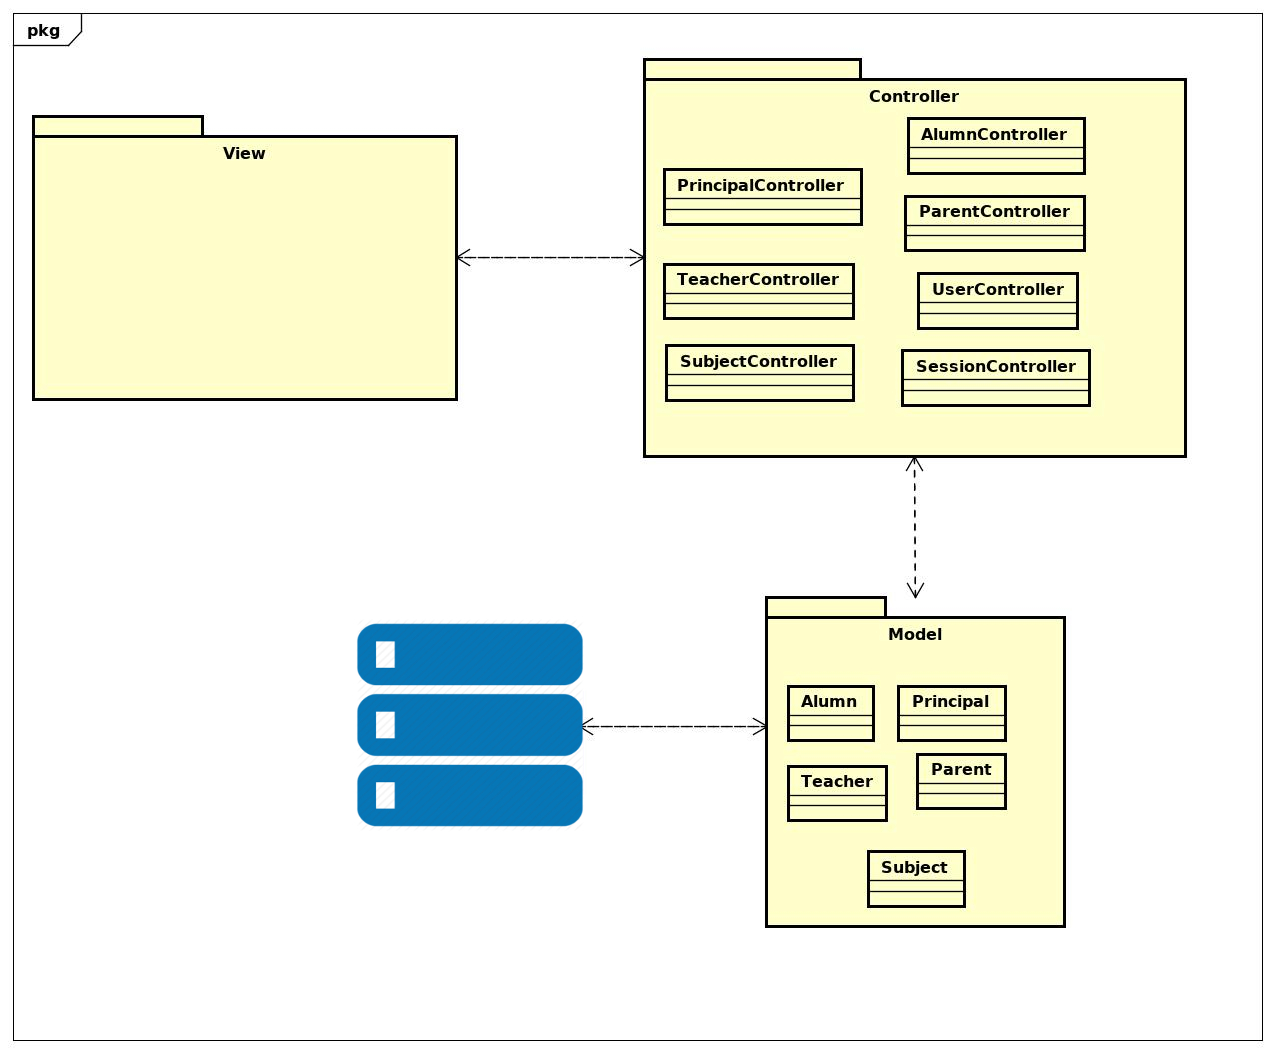 pkg
View
Controller
AlumnController
PrincipalController
ParentController
TeacherController
UserController
SubjectController
SessionController
Model
Alumn
Principal
Parent
Teacher
Subject